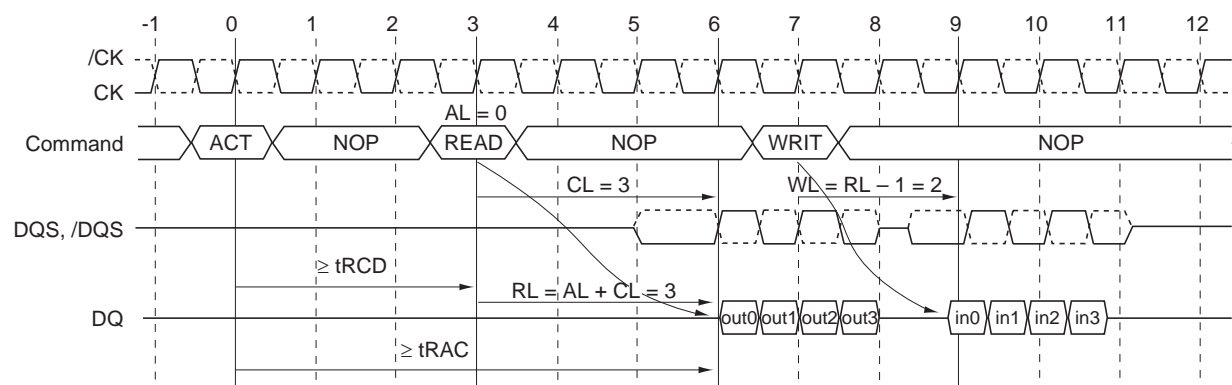 -1 0 1 2 3 4 5 6 7 8 9 10 11 12
/CK
CK
AL = 0
Command ACT NOP READ NOP WRIT NOP
CL = 3 WL = RL – 1 = 2
DQS, /DQS
≥ tRCD
RL = AL + CL = 3
DQ out0 out1 out2 out3 in0 in1 in2 in3
≥ tRAC